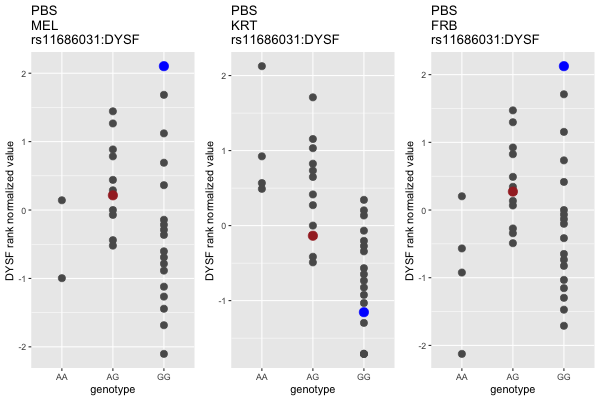 PBS
MEL
rs11686031:DYSF
DYSF rank normalized value
2
1
0
-1
-2
AA AG GG
genotype
PBS
KRT
rs11686031:DYSF
DYSF rank normalized value
2
1
0
-1
AA AG GG
genotype
PBS
FRB
rs11686031:DYSF
DYSF rank normalized value
2
1
0
-1
-2
AA AG GG
genotype